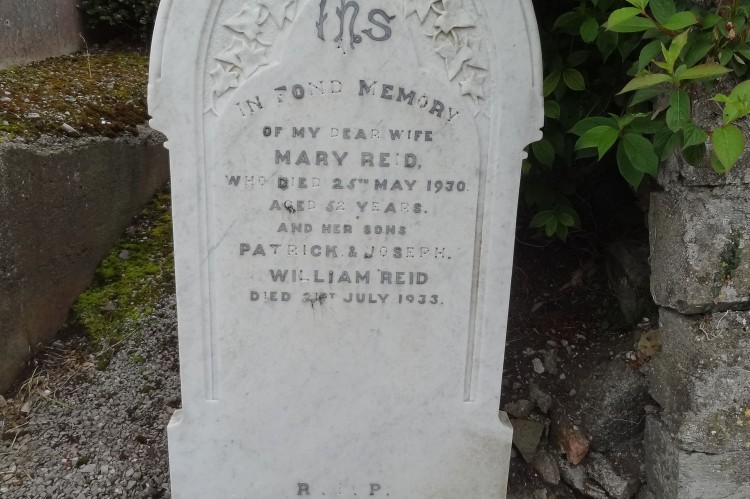 IHS
IN FOND MEMORY
OF MY DEAR WIFE
MARY REID,
WHO DIED 25TH MAY 1930.
AGED 52 YEARS.
AND HER SONS
PATRICK & JOSEPH.
WILLIAM REID
DIED 21ST JULY 1933.
R.I.P.